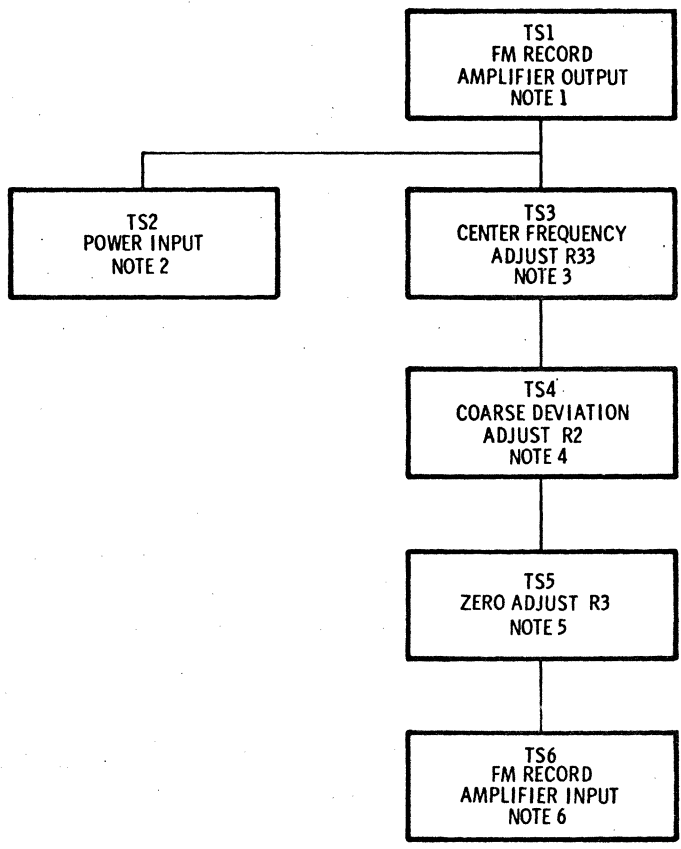 TS1
FM RECORD
AMPLIFIER OUTPUT
NOTE 1
TS2
POWER INPUT
NOTE 2
TS3
CENTER FREQUENCY
ADJUST R33
NOTE 3
TS4
COARSE DEVIATION
ADJUST R2
NOTE 4
TS5
ZERO ADJUST R3
NOTE 5
TS6
FM RECORD
AMPLIFIER INPUT
NOTE 6